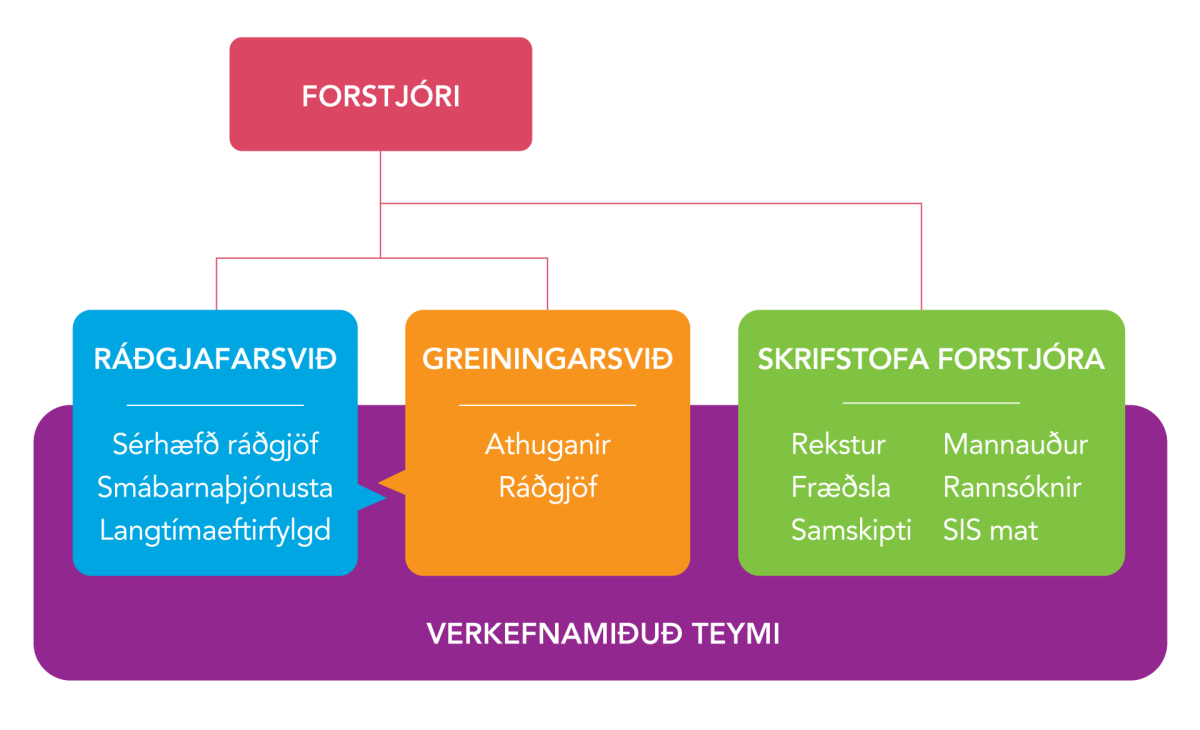 FORSTJÓRI
RÁÐGJAFARSVIÐ
Sérhæfð ráðgjöf
Smábarnaþjónusta
Langtímaeftirfylgd
GREININGARSVIÐ
Athuganir
Ráðgjöf
SKRIFSTOFA FORSTJÓRA
Rekstur
Fræðsla
Samskipti
Mannauður
Rannsóknir
SIS mat
VERKEFNAMIÐUÐ TEYMI